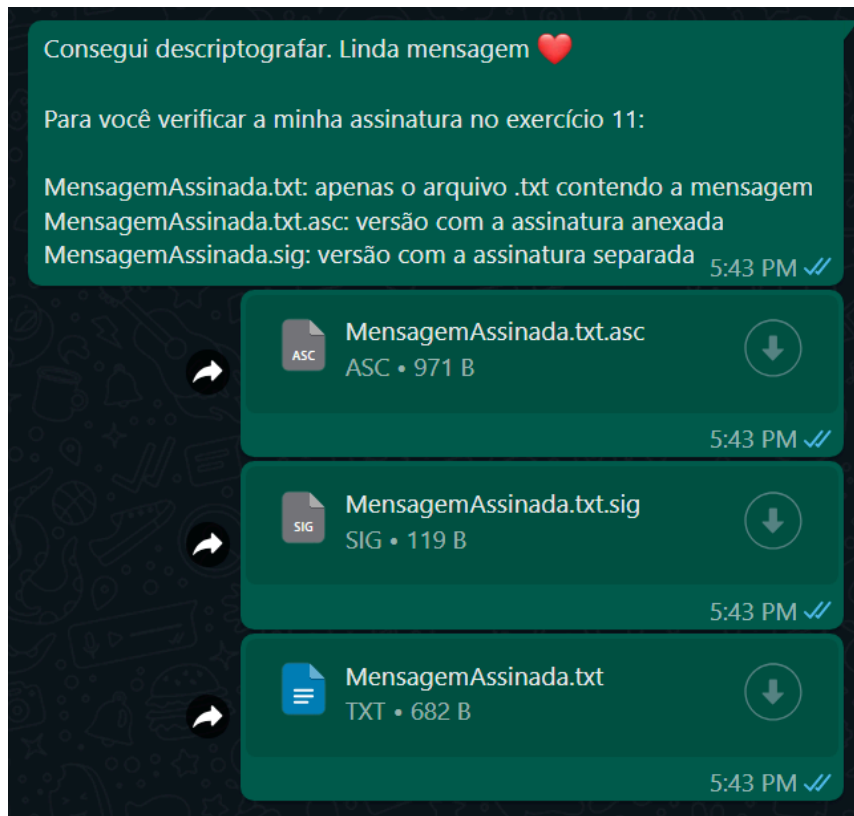 Consegui descriptografar. Linda mensagem ❤️
Para você verificar a minha assinatura no exercício 11:
MensagemAssinada.txt: apenas o arquivo .txt contendo a mensagem
MensagemAssinada.txt.asc: versão com a assinatura anexada
MensagemAssinada.sig: versão com a assinatura separada
5:43 PM
ASC
MensagemAssinada.txt.asc
ASC • 971 B
5:43 PM
SIG
MensagemAssinada.txt.sig
SIG • 119 B
5:43 PM
MensagemAssinada.txt
TXT • 682 B
5:43 PM